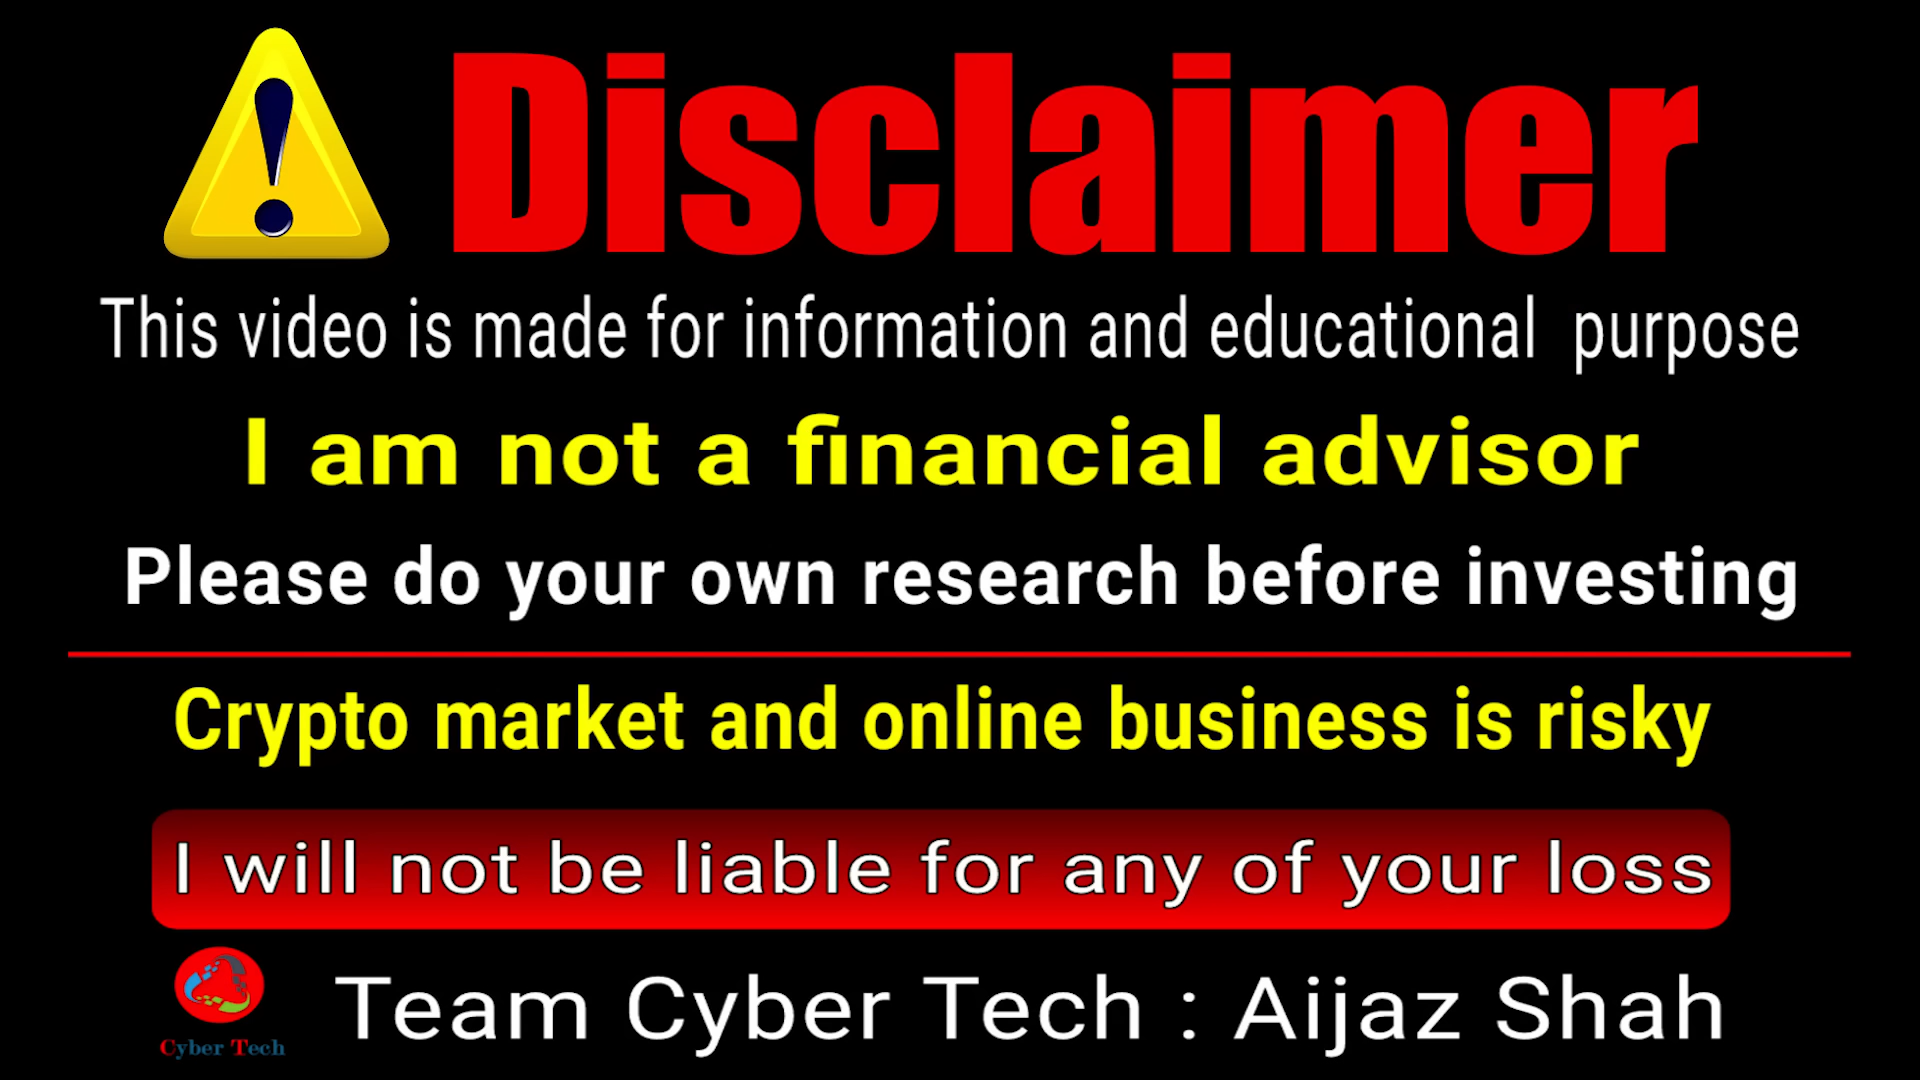 Disclaimer
This video is made for information and educational purpose
I am not a financial advisor
Please do your own research before investing
Crypto market and online business is risky
I will not be liable for any of your loss
Cyber Tech
Team Cyber Tech : Aijaz Shah